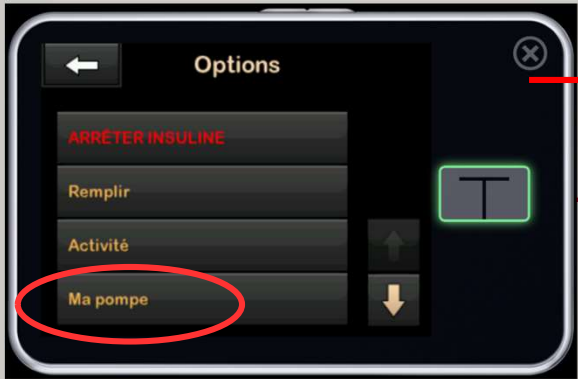 Options
ARRÊTER INSULINE
Remplir
Activité
Ma pompe